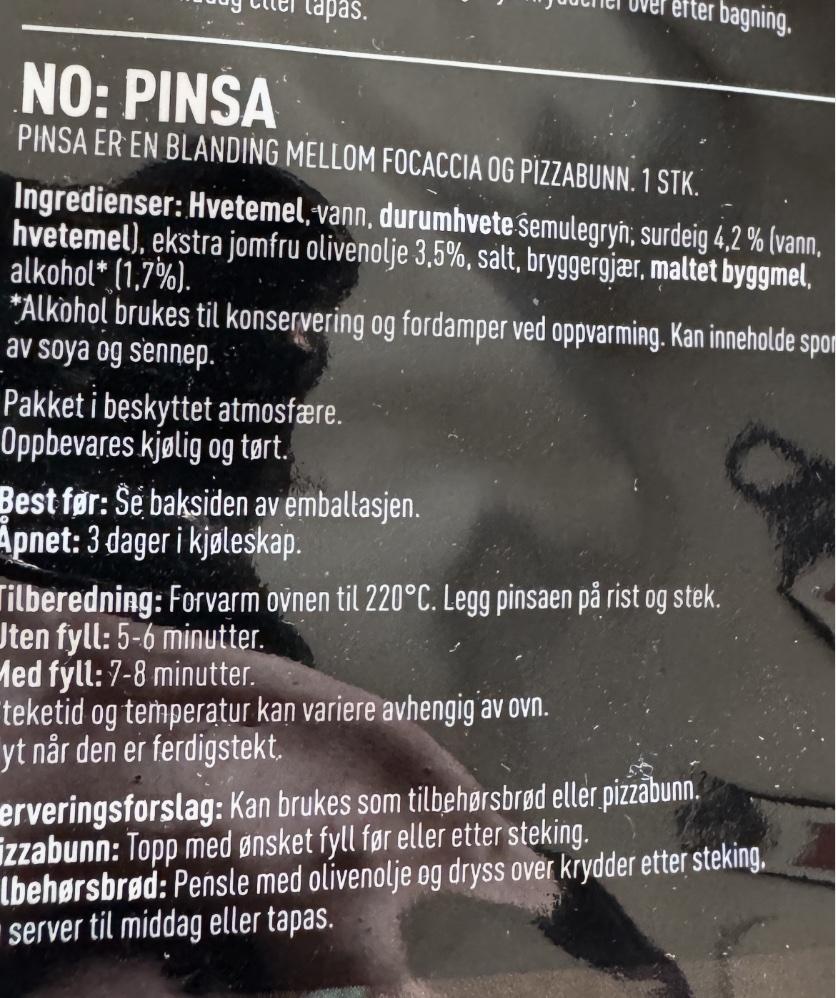 eller tapas.
over etter bagning.
NO: PINSA
PINSA ER EN BLANDING MELLOM FOCACCIA OG PIZZABUNN. 1 STK.
Ingredienser: Hvetemel, vann, durumhvete semulegryn, surdeig 4,2 % (vann,
hvetemel), ekstra jomfru olivenolje 3,5%, salt, bryggergjær, maltet byggmel,
alkohol* (1,7%).
*Alkohol brukes til konservering og fordamper ved oppvarming. Kan inneholde spor
av soya og sennep.
Pakket i beskyttet atmosfære.
Oppbevares kjølig og tørt.
Best før: Se baksiden av emballasjen.
Åpnet: 3 dager i kjøleskap.
Tilberedning: Forvarm ovnen til 220°C. Legg pinsaen på rist og stek.
Uten fyll: 5-6 minutter.
Med fyll: 7-8 minutter.
teketid og temperatur kan variere avhengig av ovn.
yt når den er ferdigstekt.
erveringsforslag: Kan brukes som tilbehørsbrød eller pizzabunn.
izzabunn: Topp med ønsket fyll før eller etter steking.
lbehørsbrød: Pensle med olivenolje og dryss over krydder etter steking,
server til middag eller tapas.